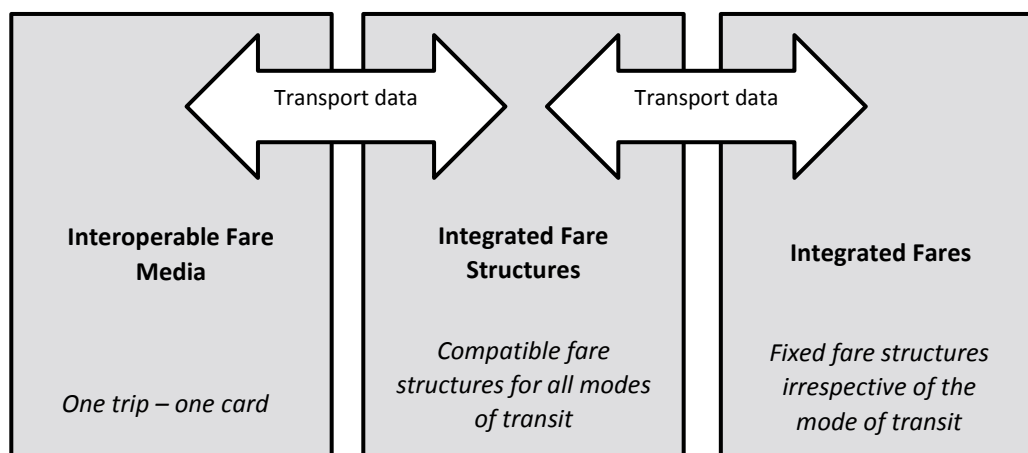 Transport data
Transport data
Interoperable Fare
Media
One trip – one card
Integrated Fare
Structures
Compatible fare
structures for all modes
of transit
Integrated Fares
Fixed fare structures
irrespective of the
mode of transit